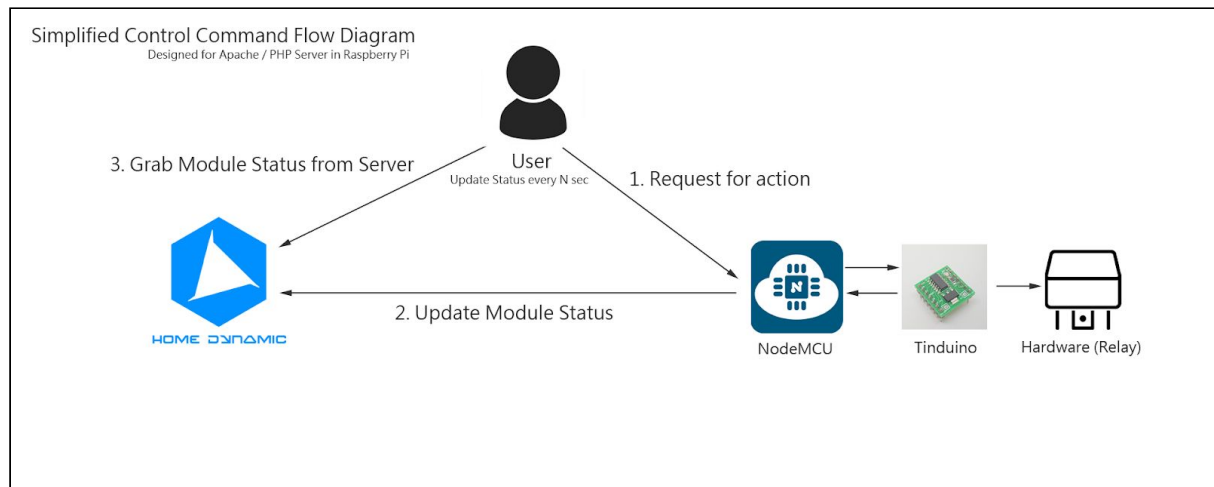 Simplified Control Command Flow Diagram
Designed for Apache / PHP Server in Raspberry Pi
3. Grab Module Status from Server
User
Update Status every N sec
1. Request for action
2. Update Module Status
N
HOME DYNAMIC
NodeMCU
Tinduino
Hardware (Relay)